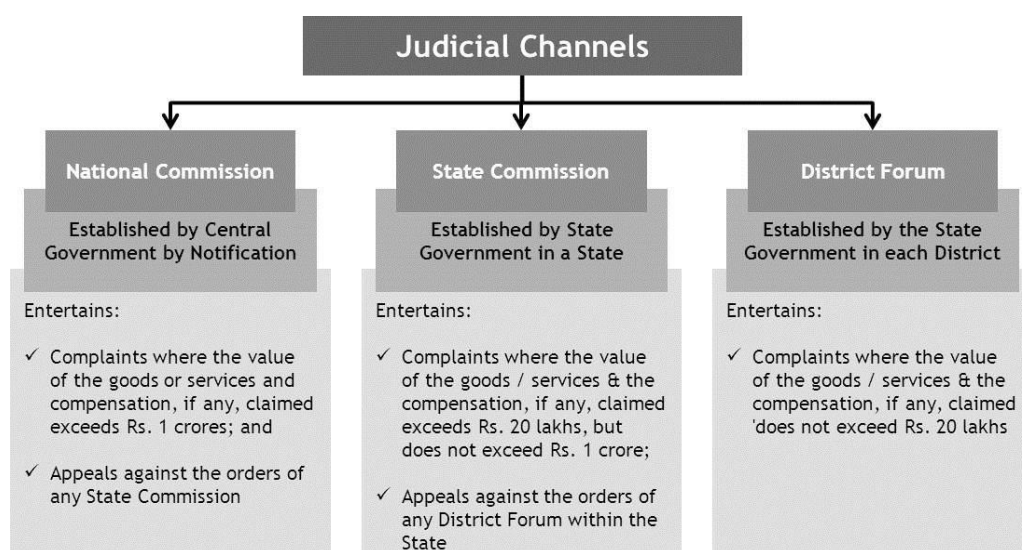 Judicial Channels
National Commission
Established by Central
Government by Notification
Entertains:
✓ Complaints where the value
of the goods or services and
compensation, if any, claimed
exceeds Rs. 1 crores; and
✓ Appeals against the orders of
any State Commission
State Commission
Established by State
Government in a State
Entertains:
✓ Complaints where the value
of the goods / services & the
compensation, if any, claimed
exceeds Rs. 20 lakhs, but
does not exceed Rs. 1 crore;
✓ Appeals against the orders of
any District Forum within the
State
District Forum
Established by the State
Government in each District
Entertains:
✓ Complaints where the value
of the goods / services & the
compensation, if any, claimed
'does not exceed Rs. 20 lakhs